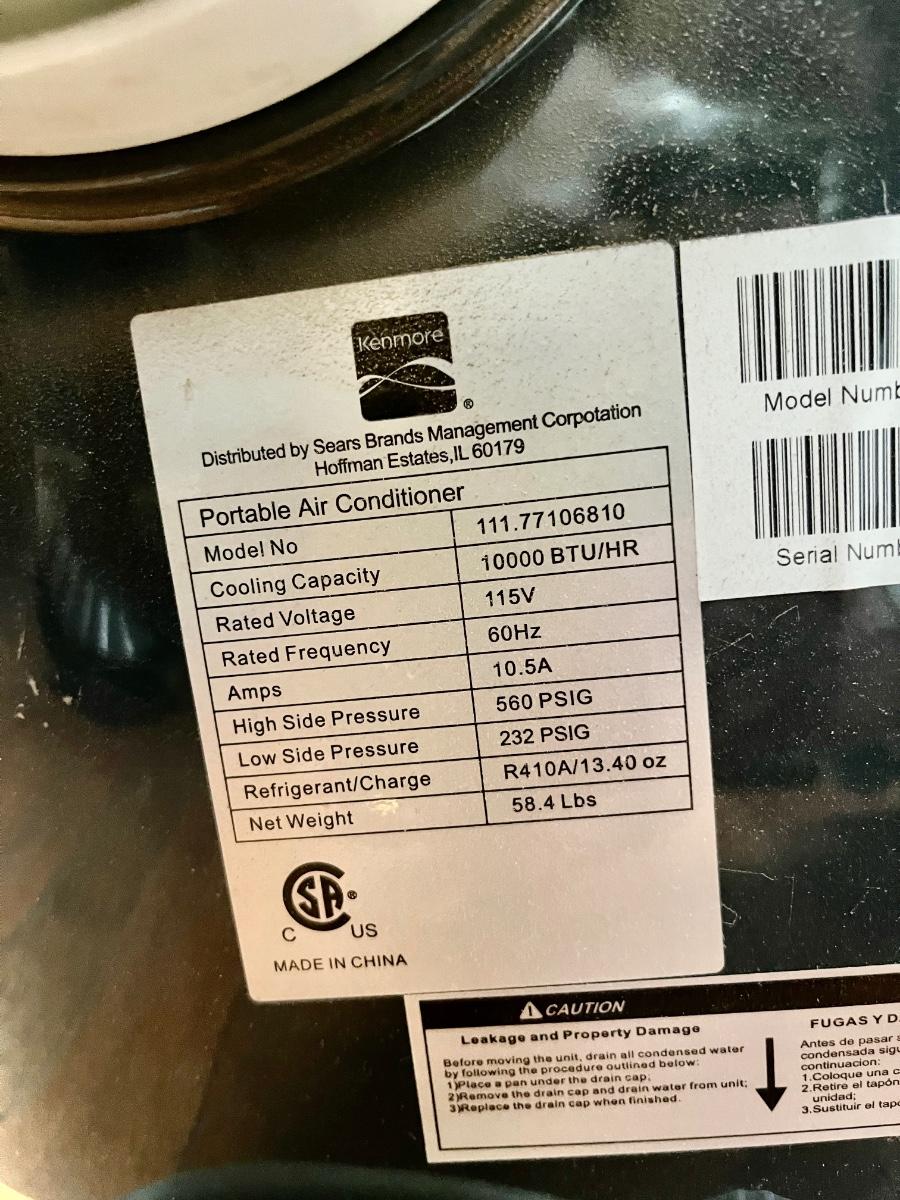 Kenmore
®
Distributed by Sears Brands Management Corpotation
Hoffman Estates,IL 60179
Portable Air Conditioner
Model No 111.77106810
Cooling Capacity 10000 BTU/HR
Rated Voltage 115V
Rated Frequency 60Hz
Amps 10.5A
High Side Pressure 560 PSIG
Low Side Pressure 232 PSIG
Refrigerant/Charge R410A/13.40 oz
Net Weight 58.4 Lbs
SA ®
C US
MADE IN CHINA
Model Numb
Serial Numb
CAUTION
Leakage and Property Damage
Before moving the unit, drain all condensed water
by following the procedure outlined below:
1)Place a pan under the drain cap;
2)Remove the drain cap and drain water from unit;
3)Replace the drain cap when finished.
FUGAS Y D
Antes de pasar
condensada sigu
continuacion:
1.Coloque una c
2.Retire el tapón
unidad;
3.Sustituir el tapo